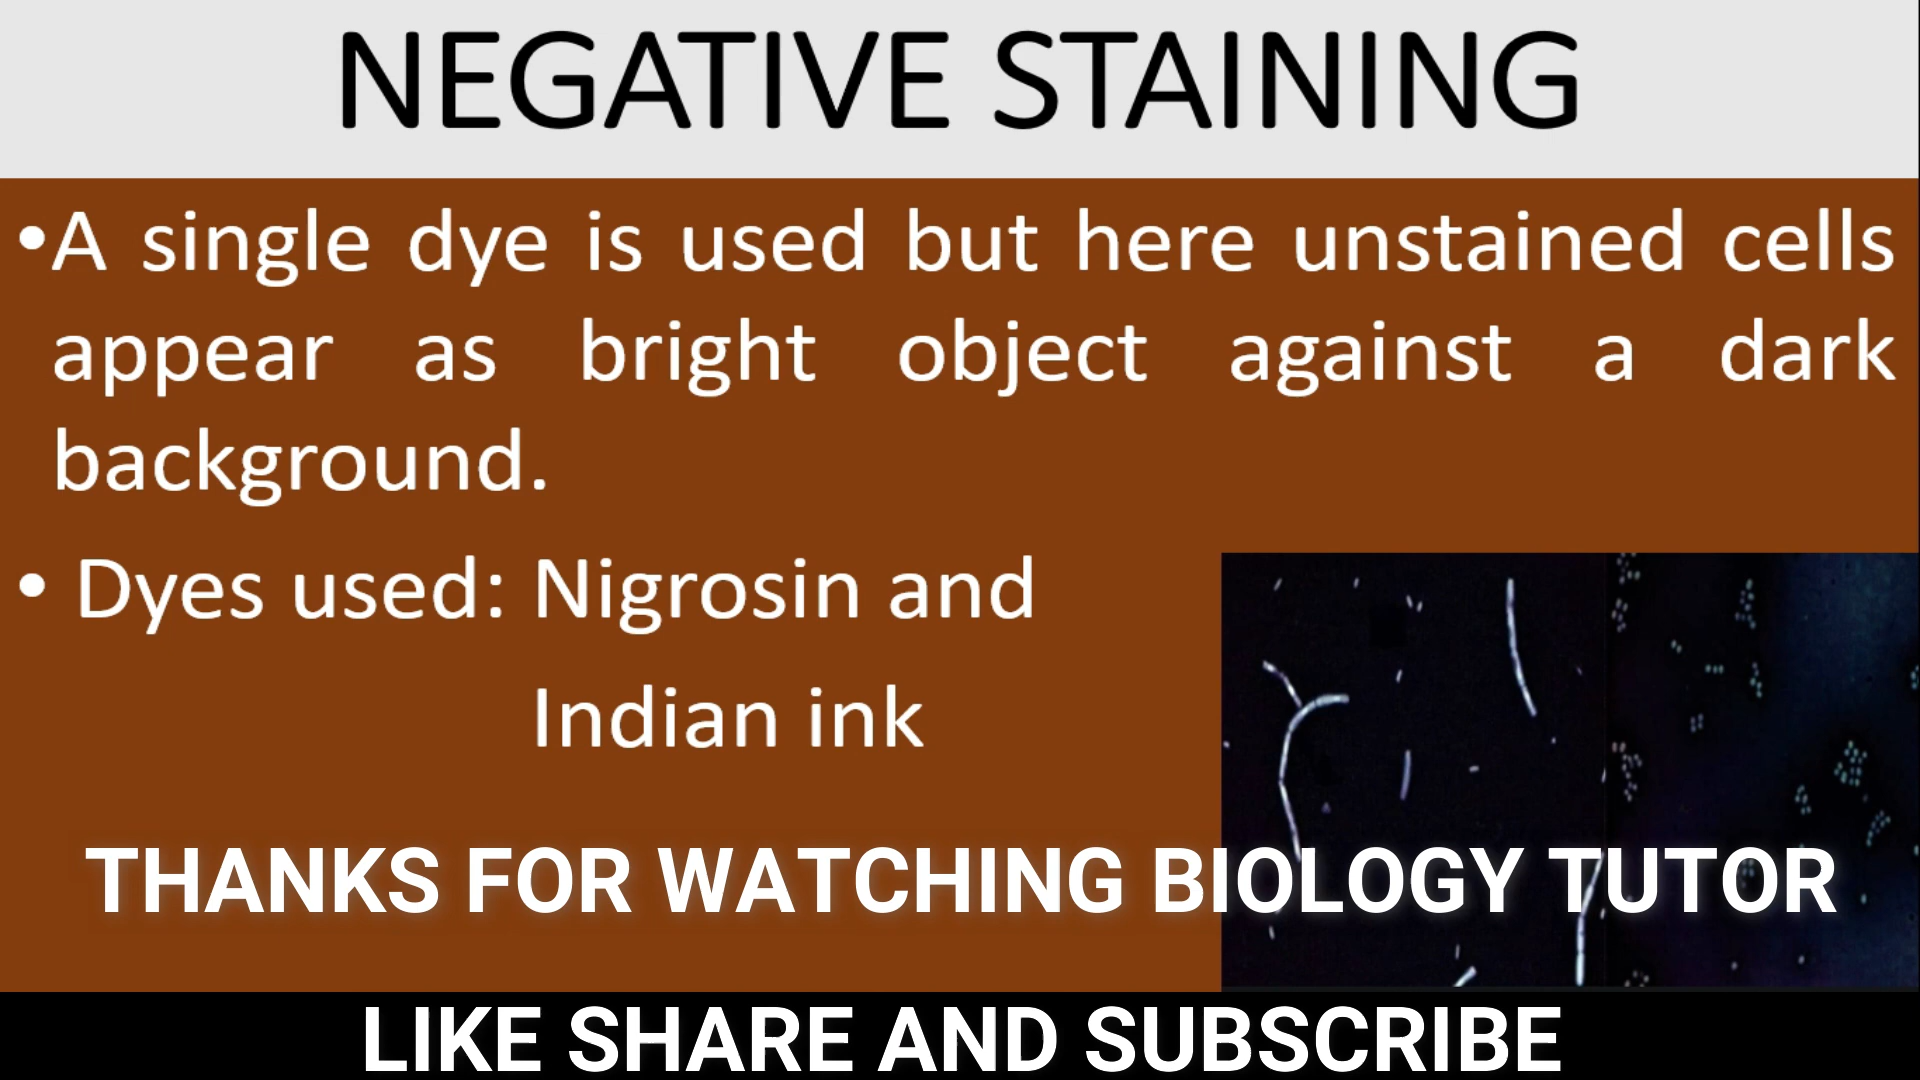 NEGATIVE STAINING
•A single dye is used but here unstained cells
appear as bright object against a dark
background.
• Dyes used: Nigrosin and
Indian ink
THANKS FOR WATCHING BIOLOGY TUTOR
LIKE SHARE AND SUBSCRIBE